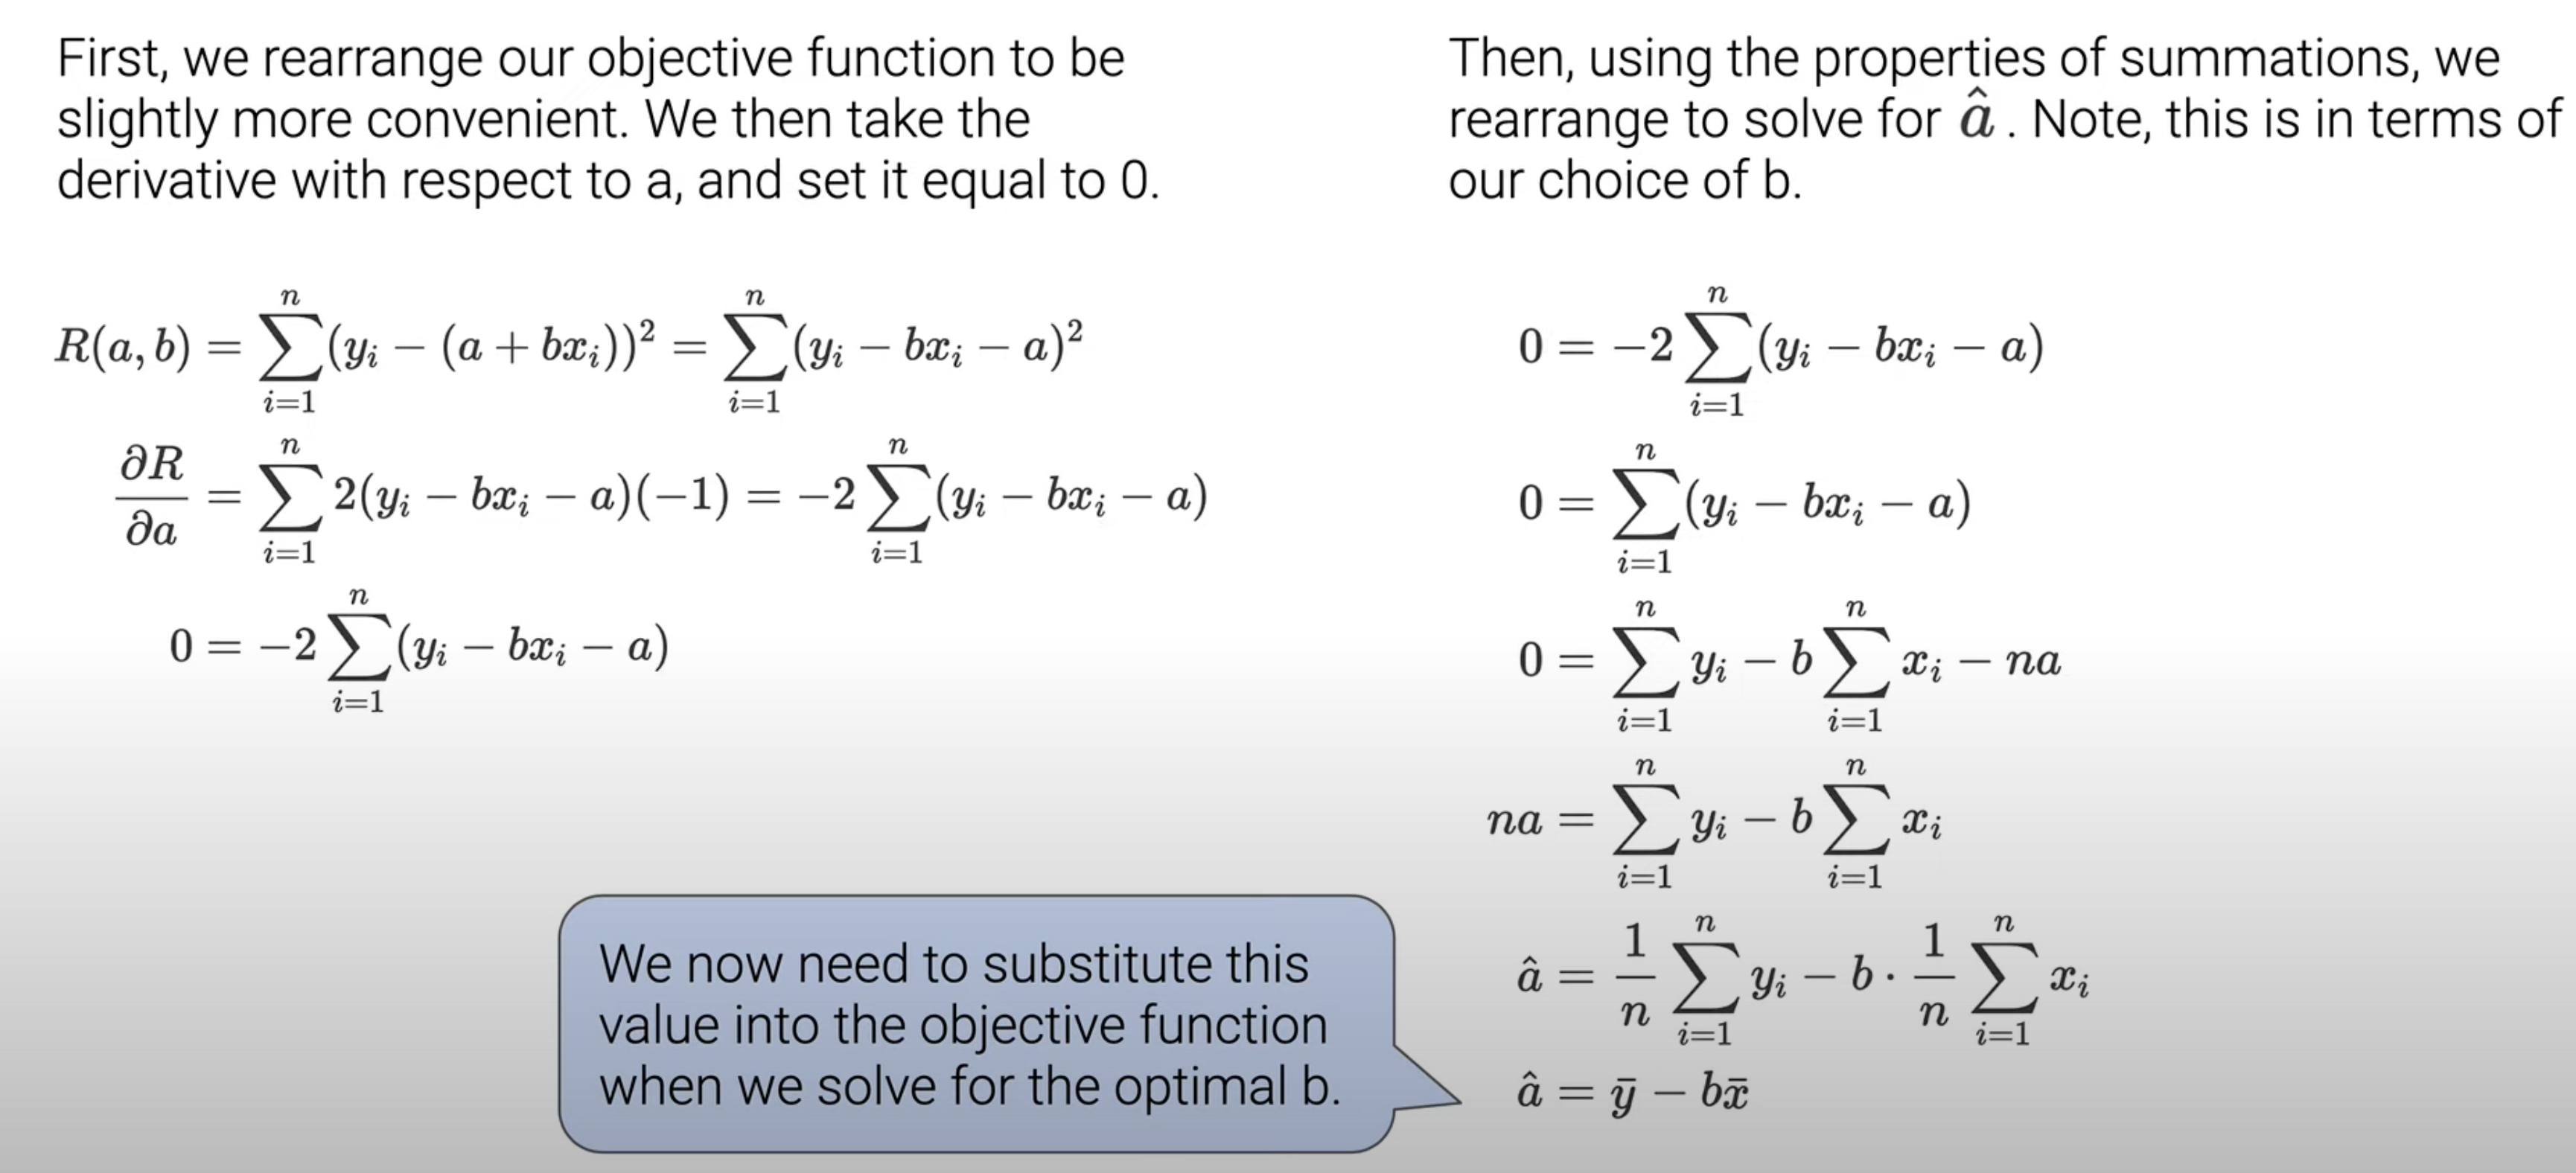 First, we rearrange our objective function to be
slightly more convenient. We then take the
derivative with respect to a, and set it equal to 0.
R(a, b) = \sum_{i=1}^{n} (y_i − (a + bx_i))^2 = \sum_{i=1}^{n} (y_i − bx_i − a)^2
\frac{∂R}{∂a} = \sum_{i=1}^{n} 2(y_i − bx_i − a)(−1) = −2 \sum_{i=1}^{n} (y_i − bx_i − a)
0 = −2 \sum_{i=1}^{n} (y_i − bx_i − a)
Then, using the properties of summations, we
rearrange to solve for \hat{a} . Note, this is in terms of
our choice of b.
0 = −2 \sum_{i=1}^{n} (y_i − bx_i − a)
0 = \sum_{i=1}^{n} (y_i − bx_i − a)
0 = \sum_{i=1}^{n} y_i − b \sum_{i=1}^{n} x_i − na
na = \sum_{i=1}^{n} y_i − b \sum_{i=1}^{n} x_i
\hat{a} = \frac{1}{n} \sum_{i=1}^{n} y_i − b · \frac{1}{n} \sum_{i=1}^{n} x_i
\hat{a} = \bar{y} − b\bar{x}
We now need to substitute this
value into the objective function
when we solve for the optimal b.